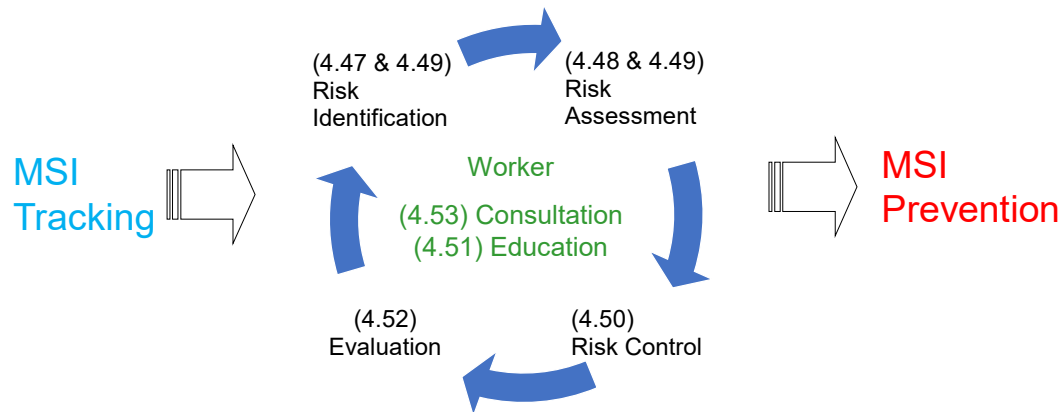 (4.47 & 4.49)
Risk
Identification
(4.48 & 4.49)
Risk
Assessment
MSI
Tracking
Worker
(4.53) Consultation
(4.51) Education
MSI
Prevention
(4.52)
Evaluation
(4.50)
Risk Control